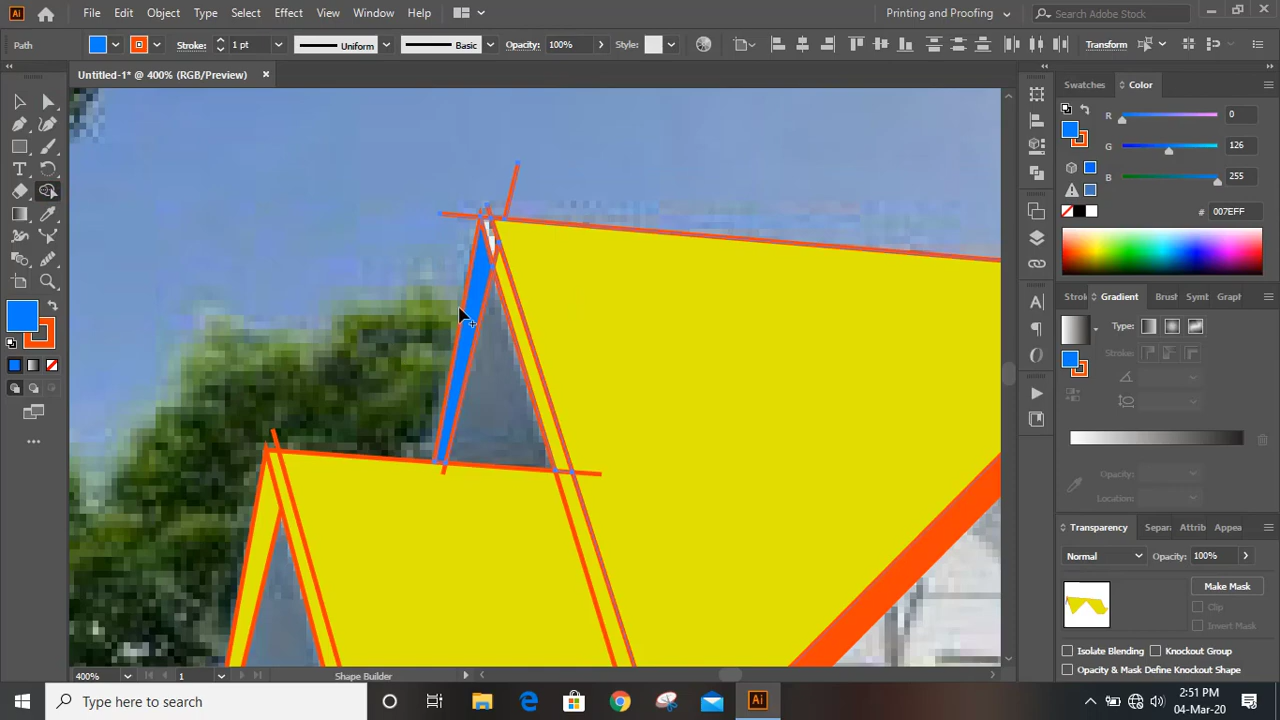 Ai File Edit Object Type Select Effect View Window Help Printing and Proofing Search Adobe Stock
Path Stroke: 1 pt Uniform Basic Opacity: 100% Style: Transform
Untitled-1* @ 400% (RGB/Preview)
Swatches Color
R 0
G 126
B 255
# 007EFF
Strok Gradient Brush Symt Graph
Type:
Strokes:
Opacity:
Location:
Transparency Separ Attrib Appea
Normal Opacity: 100%
Make Mask
Clip
Invert Mask
Isolate Blending Knockout Group
Opacity & Mask Define Knockout Shape
400% 1 Shape Builder
Type here to search Ai 2:51 PM
04-Mar-20